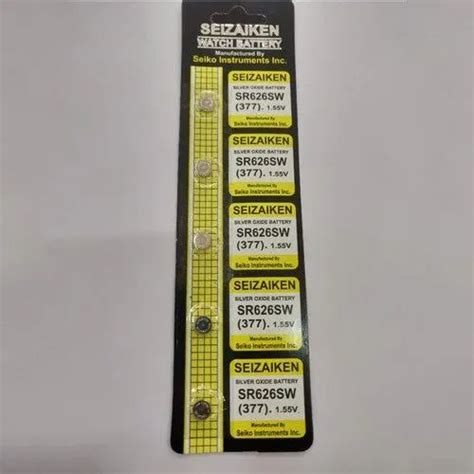 SEIZAIKEN
WATCH BATTERY
Manufactured By
Seiko Instruments Inc.
SEIZAIKEN
SILVER OXIDE BATTERY
SR626SW
(377). 1.55V
Manufactured By
Seiko Instruments Inc.
SEIZAIKEN
SILVER OXIDE BATTERY
SR626SW
(377). 1.55V
Manufactured By
Seiko Instruments Inc.
SEIZAIKEN
SILVER OXIDE BATTERY
SR626SW
(377). 1.55V
Manufactured By
Seiko Instruments Inc.
SEIZAIKEN
SILVER OXIDE BATTERY
SR626SW
(377). 1.55V
Manufactured By
Seiko Instruments Inc.
SEIZAIKEN
SILVER OXIDE BATTERY
SR626SW
(377). 1.55V
Manufactured By
Seiko Instruments Inc.